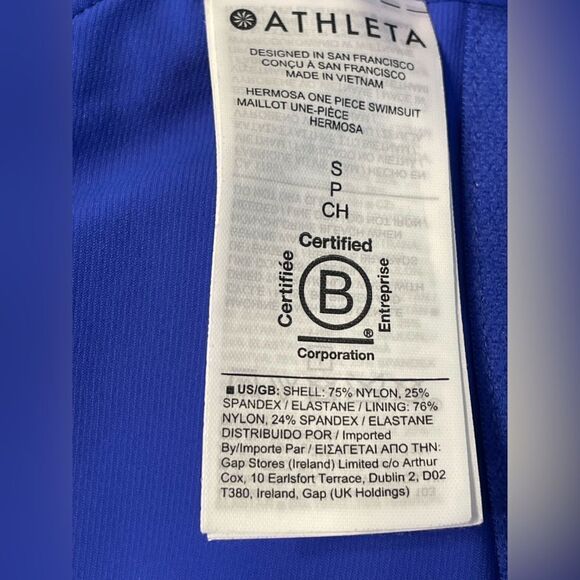 ATHLETA
DESIGNED IN SAN FRANCISCO
CONÇU A SAN FRANCISCO
MADE IN VIETNAM
HERMOSA ONE PIECE SWIMSUIT
MAILLOT UNE-PIÈCE
HERMOSA
S
P
CH
Certified
Certifiée
B
Entreprise
®
Corporation
US/GB: SHELL: 75% NYLON, 25%
SPANDEX / ELASTANE / LINING: 76%
NYLON, 24% SPANDEX / ELASTANE
DISTRIBUIDO POR / Imported
By/Importe Par / ΕΙΣΑΓΕΤΑΙ ΑΠΟ ΤΗΝ:
Gap Stores (Ireland) Limited c/o Arthur
Cox, 10 Earlsfort Terrace, Dublin 2, D02
T380, Ireland, Gap (UK Holdings)